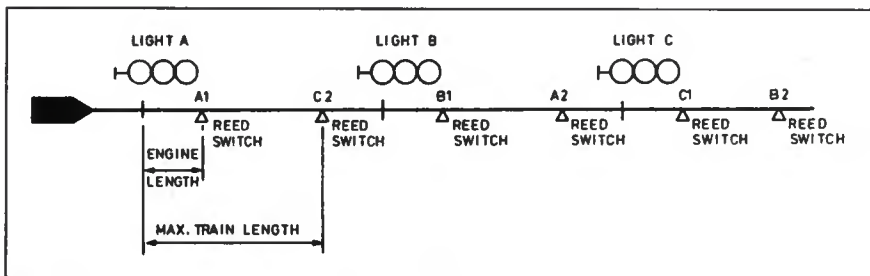 LIGHT A
LIGHT B
LIGHT C
A1
C2
B1
A2
C1
B2
REED
SWITCH
REED
SWITCH
REED
SWITCH
REED
SWITCH
REED
SWITCH
REED
SWITCH
ENGINE
LENGTH
MAX. TRAIN LENGTH